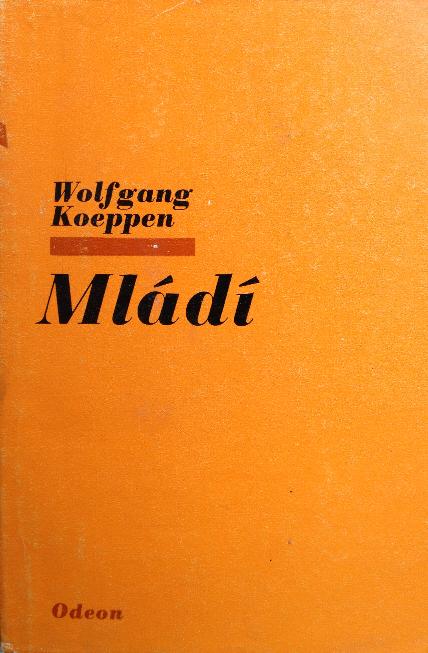 Wolfgang
Koeppen
Mládí
Odeon